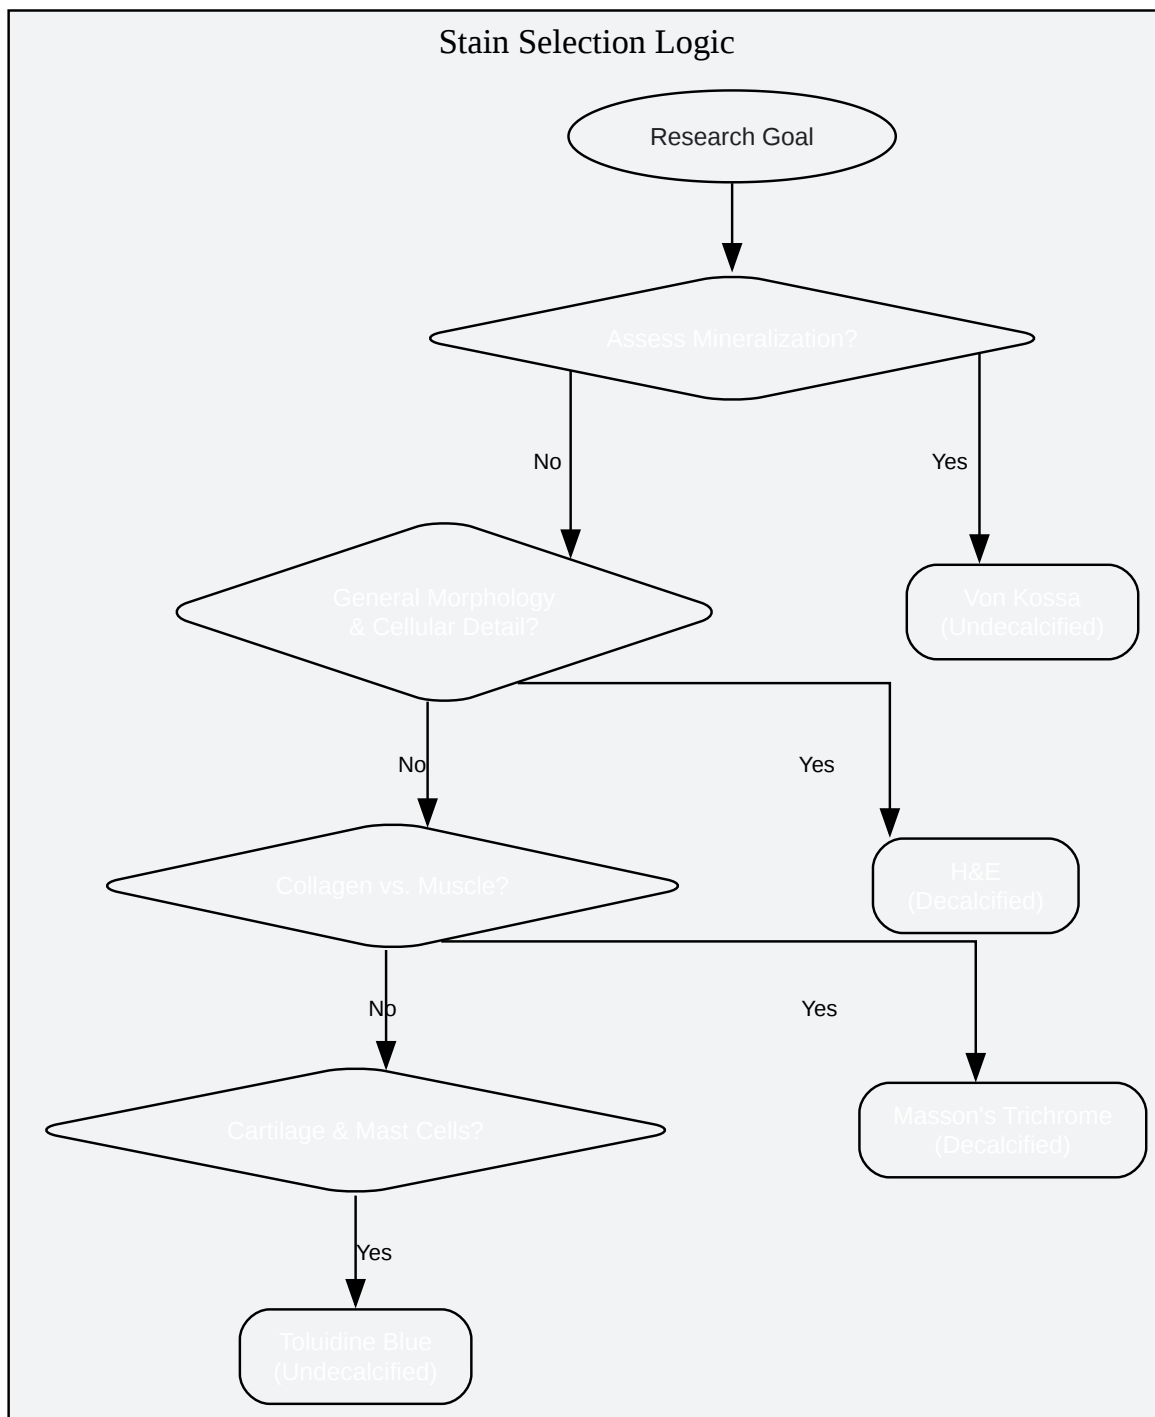 Stain Selection Logic
Research Goal
Assess Mineralization?
No
Yes
General Morphology
& Cellular Detail?
Von Kossa
(Undecalcified)
No
Yes
Collagen vs. Muscle?
H&E
(Decalcified)
No
Yes
Cartilage & Mast Cells?
Masson's Trichrome
(Decalcified)
Yes
Toluidine Blue
(Undecalcified)